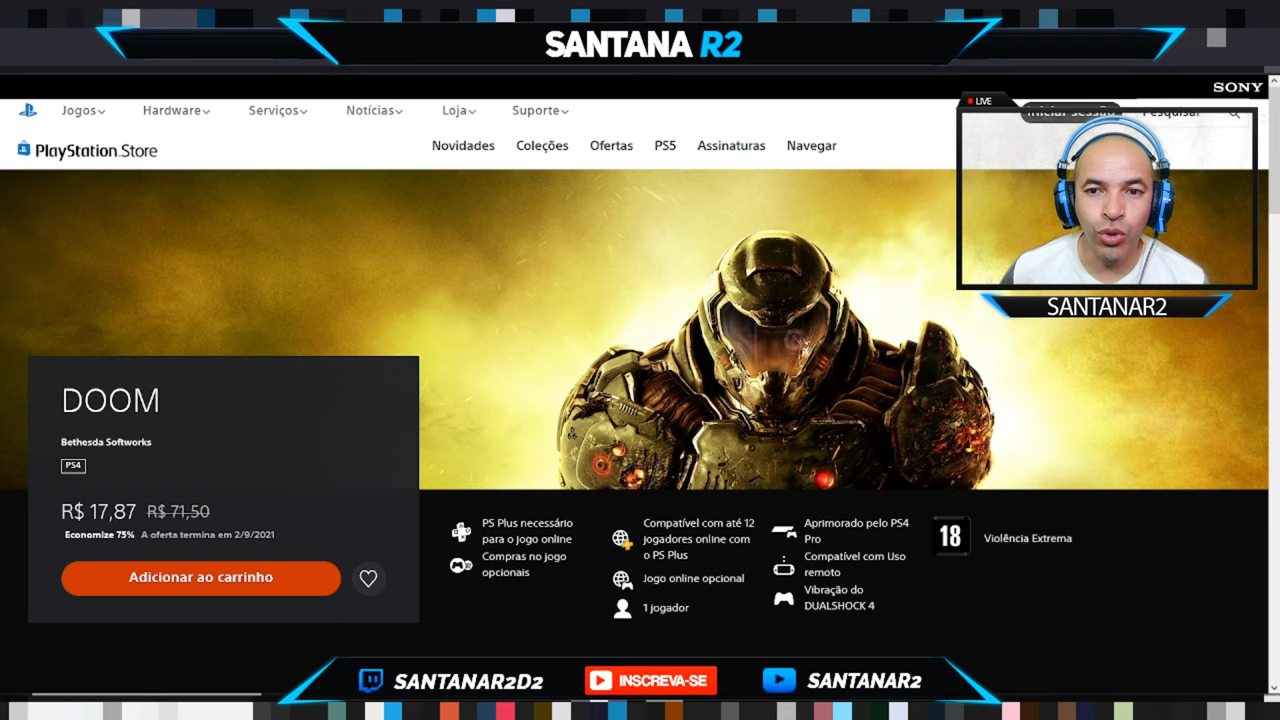 SANTANA R2
SONY
Jogos
Hardware
Serviços
Notícias
Loja
Suporte
Iniciar sessão
Pesquisar
LIVE
PlayStation Store
Novidades
Coleções
Ofertas
PS5
Assinaturas
Navegar
SANTANAR2
DOOM
Bethesda Softworks
PS4
R$ 17,87 R$ 71,50
Economize 75% A oferta termina em 2/9/2021
Adicionar ao carrinho
PS Plus necessário
para o jogo online
Compras no jogo
opcionais
Compatível com até 12
jogadores online com
o PS Plus
Jogo online opcional
1 jogador
Aprimorado pelo PS4
Pro
Compatível com Uso
remoto
Vibração do
DUALSHOCK 4
18
Violência Extrema
SANTANAR2D2
INSCREVA-SE
SANTANAR2